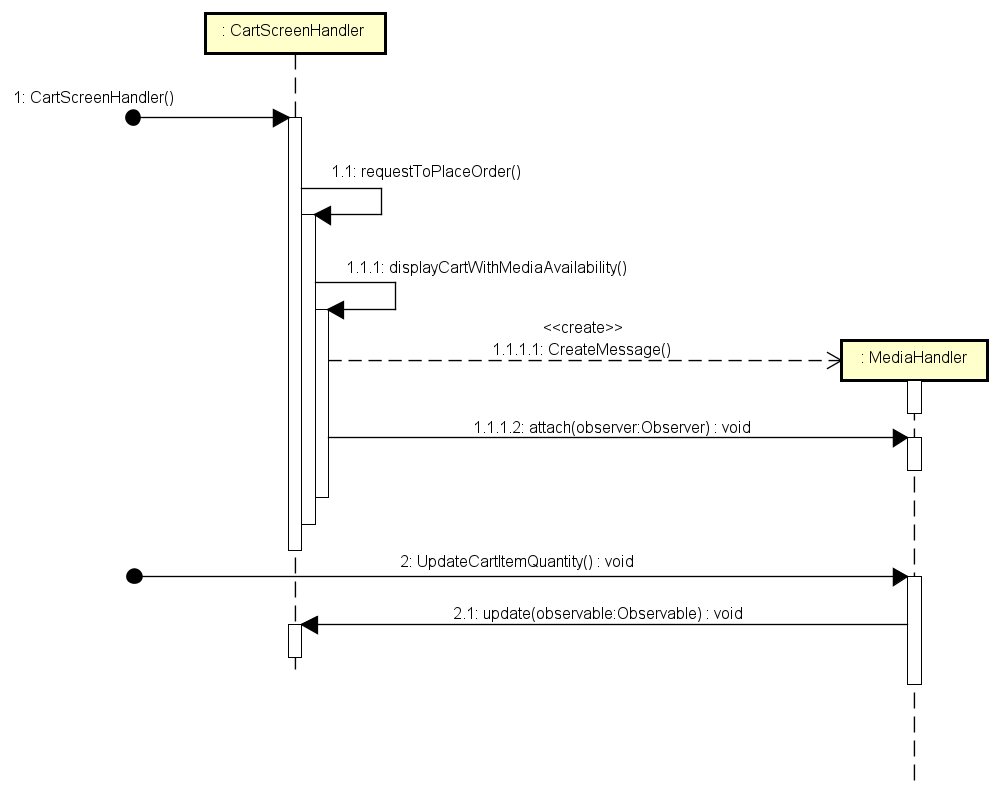 : CartScreenHandler
1: CartScreenHandler()
1.1: requestToPlaceOrder()
1.1.1: displayCartWithMediaAvailability()
<<create>>
1.1.1.1: CreateMessage()
: MediaHandler
1.1.1.2: attach(observer:Observer) : void
2: UpdateCartItemQuantity() : void
2.1: update(observable:Observable) : void